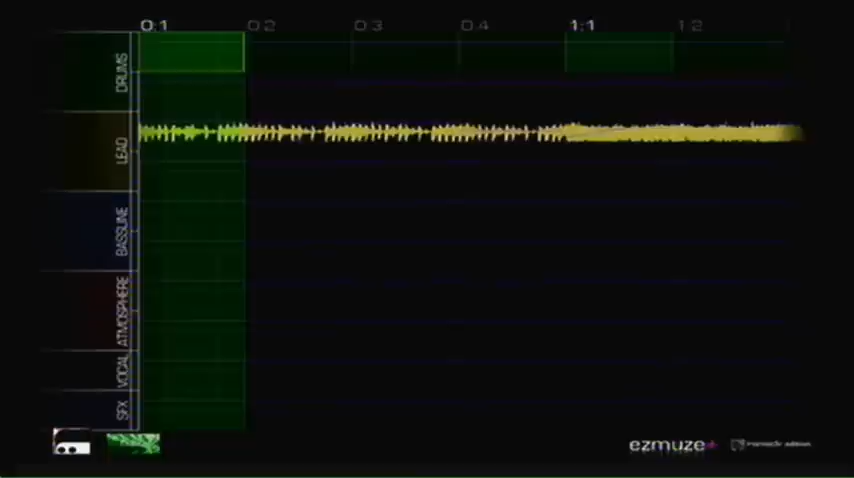 0:1 0:2 0:3 0:4 1:1 1:2
DRUMS
LEAD
BASSLINE
ATMOSPHERE
VOCAL
SFX
ezmuze